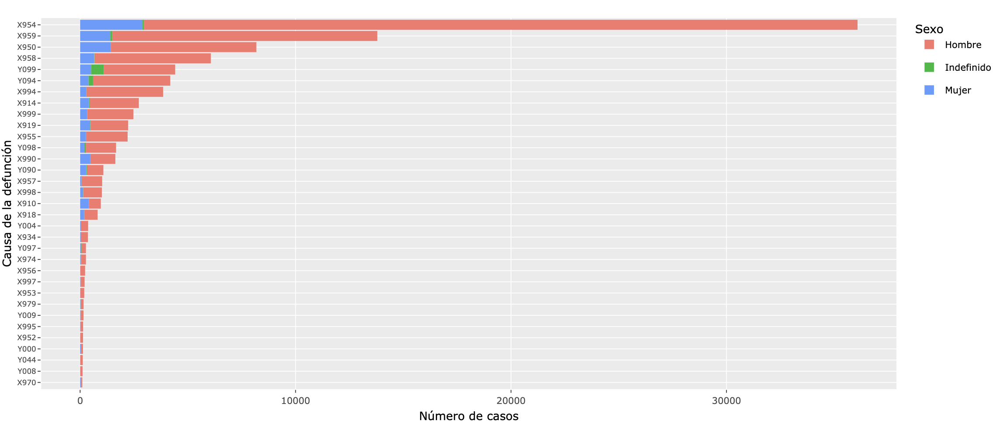 X954
X959
X950
X958
Y099
Y094
X994
X914
X999
X919
X955
Y098
X990
Y090
X957
X998
X910
X918
Y004
X934
Y097
X974
X956
X997
X953
X979
Y009
X995
X952
Y000
Y044
Y008
X970
Causa de la defunción
0 10000 20000 30000
Número de casos
Sexo
Hombre
Indefinido
Mujer